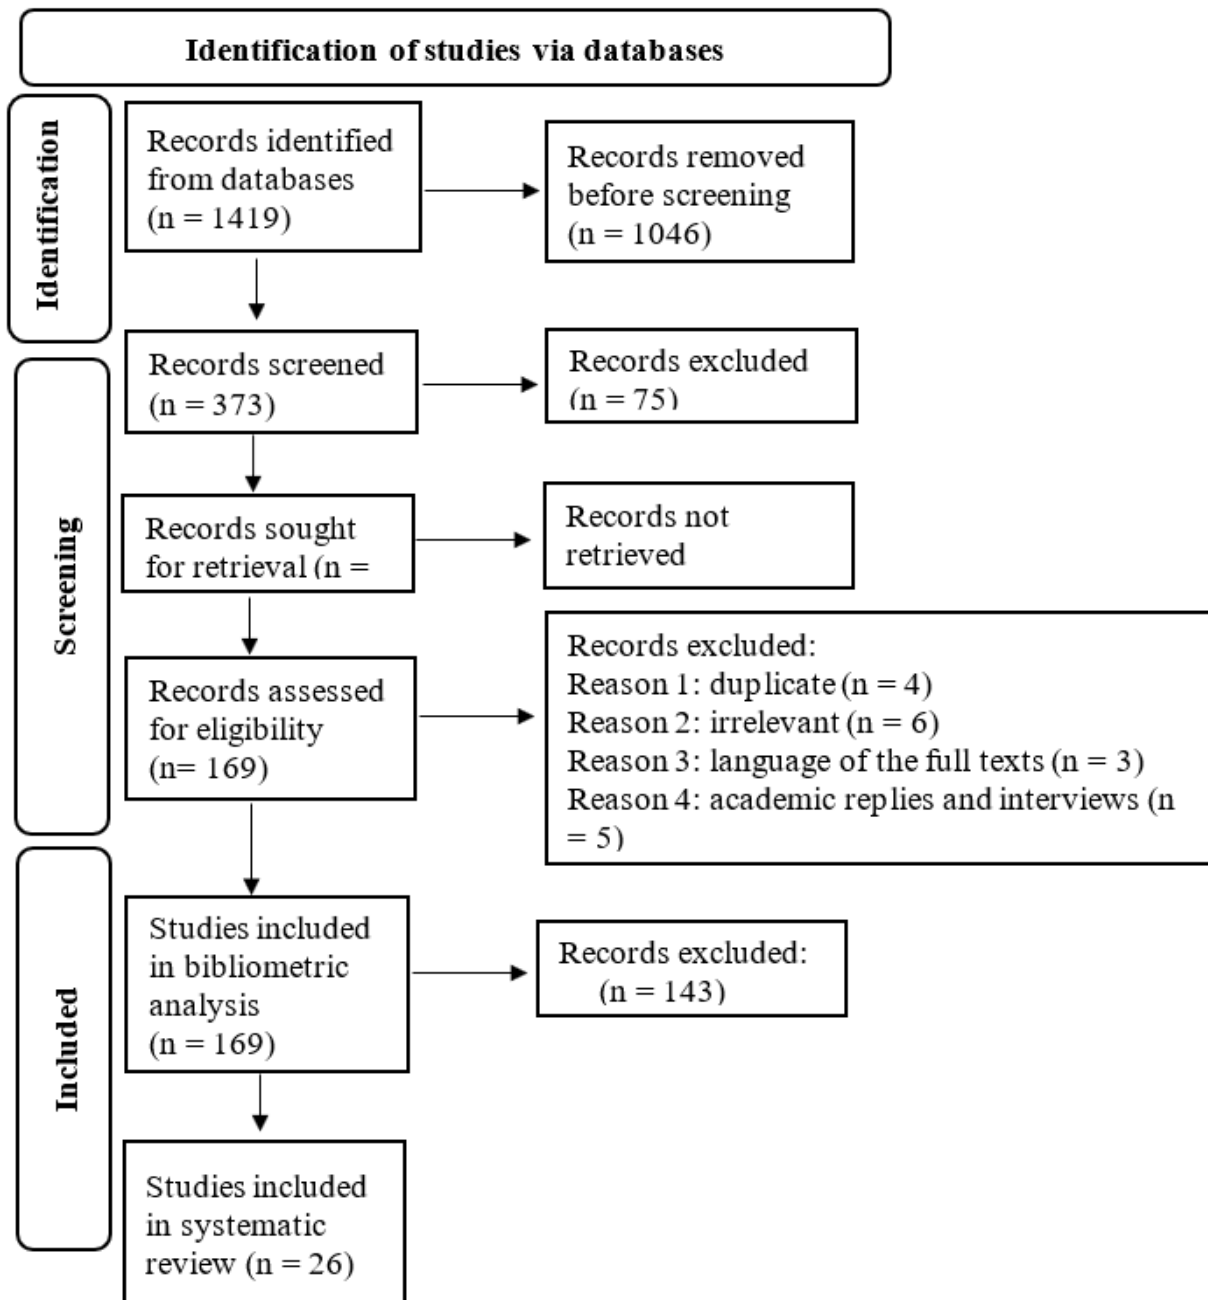 Identification of studies via databases
Identification
Records identified
from databases
(n = 1419)
Records removed
before screening
(n = 1046)
Records screened
(n = 373)
Records excluded
(n = 75)
Screening
Records sought
for retrieval (n =
Records not
retrieved
Records assessed
for eligibility
(n= 169)
Records excluded:
Reason 1: duplicate (n = 4)
Reason 2: irrelevant (n = 6)
Reason 3: language of the full texts (n = 3)
Reason 4: academic replies and interviews (n
= 5)
Included
Studies included
in bibliometric
analysis
(n = 169)
Records excluded:
(n = 143)
Studies included
in systematic
review (n = 26)